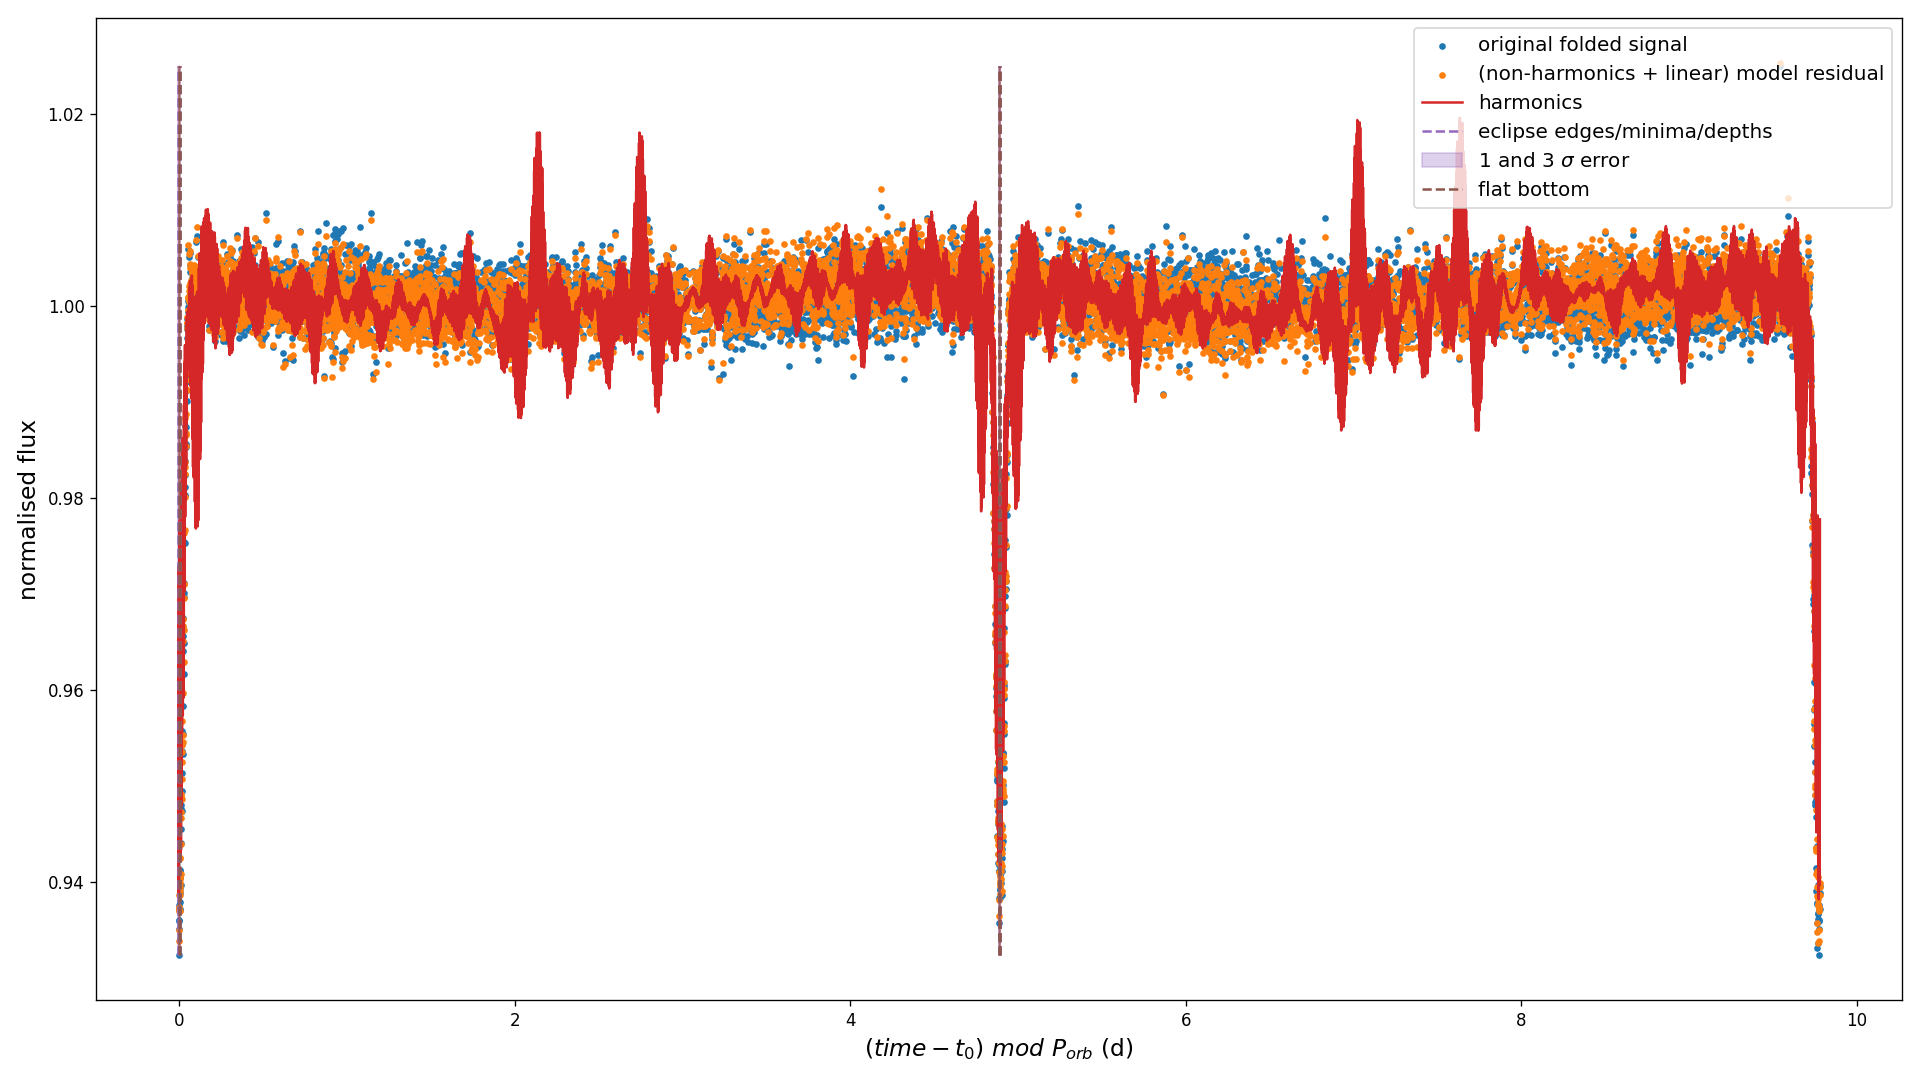 original folded signal
(non-harmonics + linear) model residual
harmonics
eclipse edges/minima/depths
1 and 3 σ error
flat bottom
normalised flux
1.02
1.00
0.98
0.96
0.94
0 2 4 6 8 10
(time − t₀) mod Pₒᵣb (d)